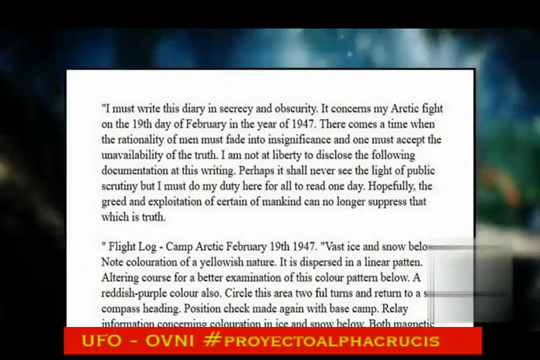 "I must write this diary in secrecy and obscurity. It concerns my Arctic fight
on the 19th day of February in the year of 1947. There comes a time when
the rationality of men must fade into insignificance and one must accept the
unavailability of the truth. I am not at liberty to disclose the following
documentation at this writing. Perhaps it shall never see the light of public
scrutiny but I must do my duty here for all to read one day. Hopefully, the
greed and exploitation of certain of mankind can no longer suppress that
which is truth.
" Flight Log - Camp Arctic February 19th 1947. "Vast ice and snow belo
Note colouration of a yellowish nature. It is dispersed in a linear patten.
Altering course for a better examination of this colour pattern below. A
reddish-purple colour also. Circle this area two ful turns and return to a s
compass heading. Position check made again with base camp. Relay
information concerning colouration in ice and snow below. Both magnetic
UFO - OVNI #PROYECTOALPHACRUCIS